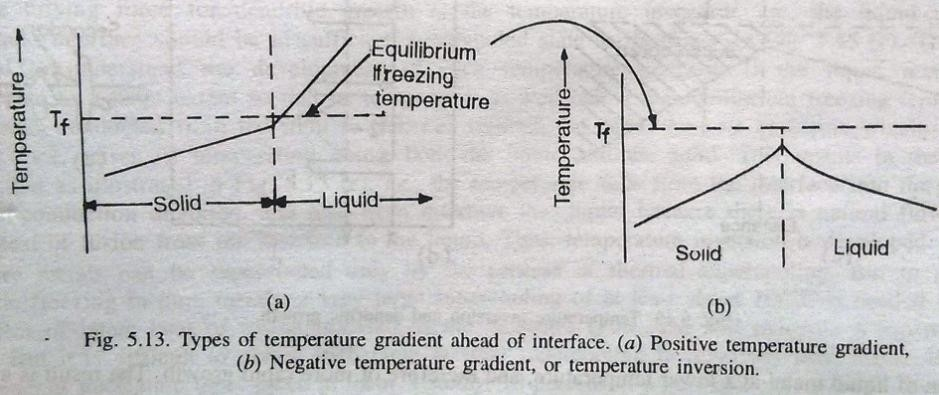 Temperature
Tf
Equilibrium
freezing
temperature
Solid
Liquid
(a)
Temperature
Tf
Solid
Liquid
(b)
Fig. 5.13. Types of temperature gradient ahead of interface. (a) Positive temperature gradient,
(b) Negative temperature gradient, or temperature inversion.